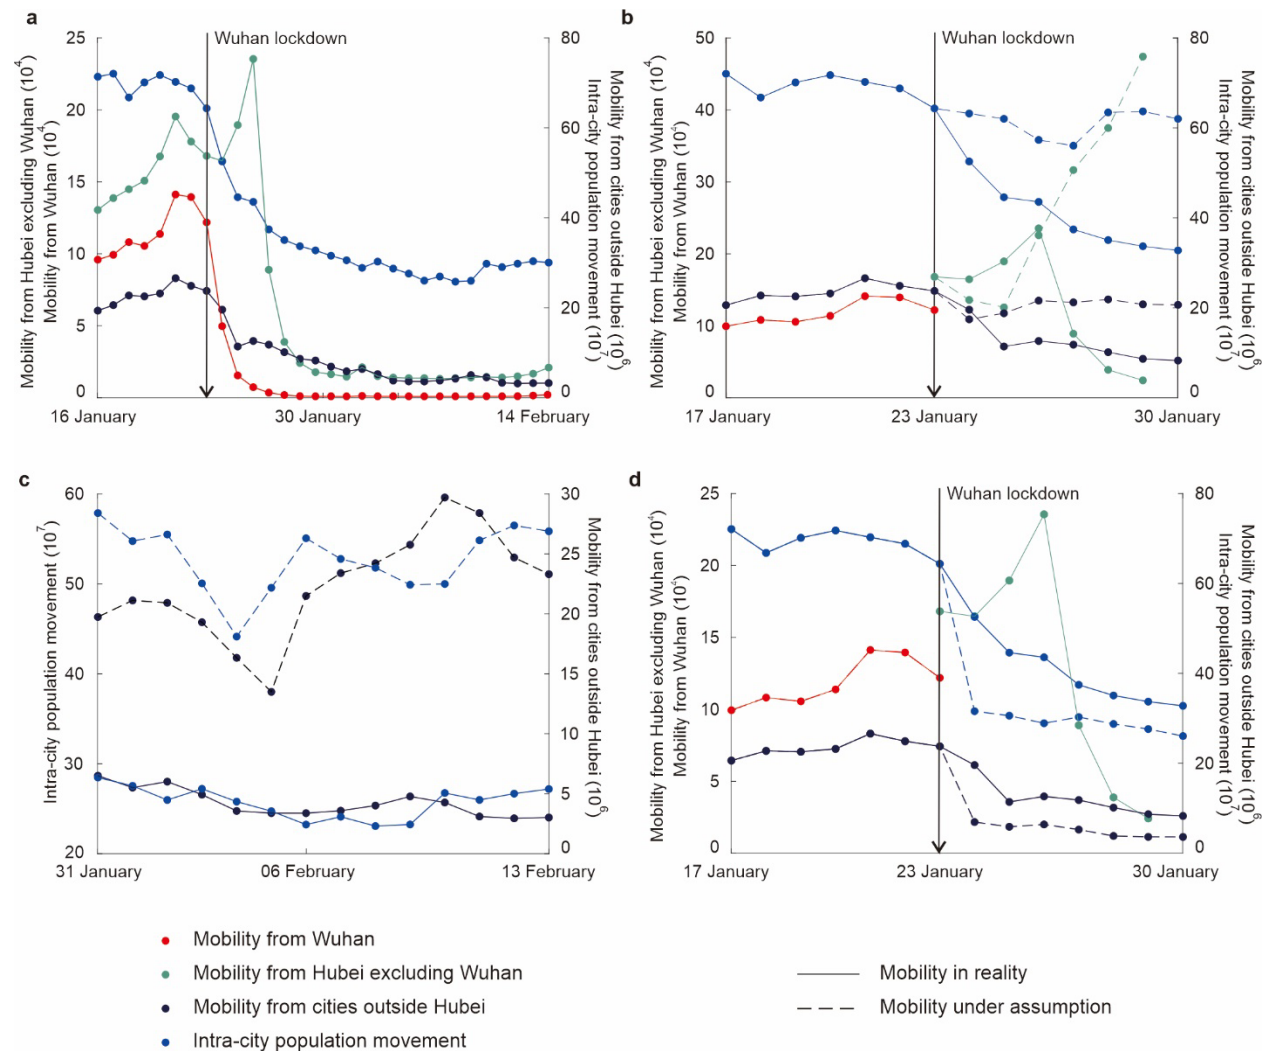 a
Wuhan lockdown
Mobility from Hubei excluding Wuhan (10⁴)
Mobility from Wuhan (10⁴)
25
20
15
10
5
0
80
60
40
20
0
Mobility from cities outside Hubei (10⁶)
Intra-city population movement (10⁷)
16 January
30 January
14 February
b
Wuhan lockdown
Mobility from Hubei excluding Wuhan (10⁴)
Mobility from Wuhan (10⁴)
50
40
30
20
10
0
80
60
40
20
0
Mobility from cities outside Hubei (10⁶)
Intra-city population movement (10⁷)
17 January
23 January
30 January
c
Intra-city population movement (10⁷)
60
50
40
30
20
30
25
20
15
10
5
0
Mobility from cities outside Hubei (10⁶)
31 January
06 February
13 February
d
Wuhan lockdown
Mobility from Hubei excluding Wuhan (10⁴)
Mobility from Wuhan (10⁴)
25
20
15
10
5
0
80
60
40
20
0
Mobility from cities outside Hubei (10⁶)
Intra-city population movement (10⁷)
17 January
23 January
30 January
Mobility from Wuhan
Mobility from Hubei excluding Wuhan
Mobility from cities outside Hubei
Intra-city population movement
Mobility in reality
Mobility under assumption